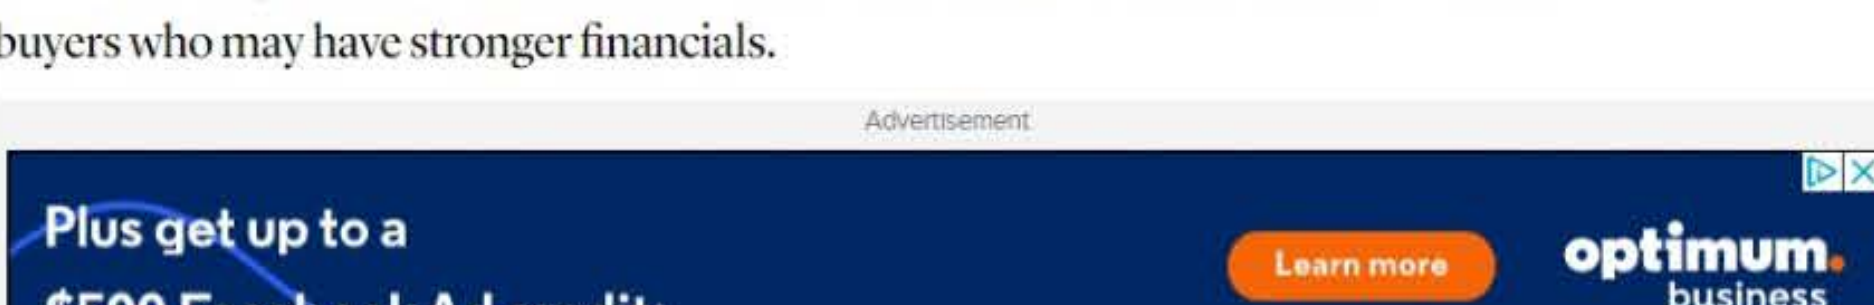 buyers who may have stronger financials.
Advertisement
Plus get up to a
Learn more
optimum.
business